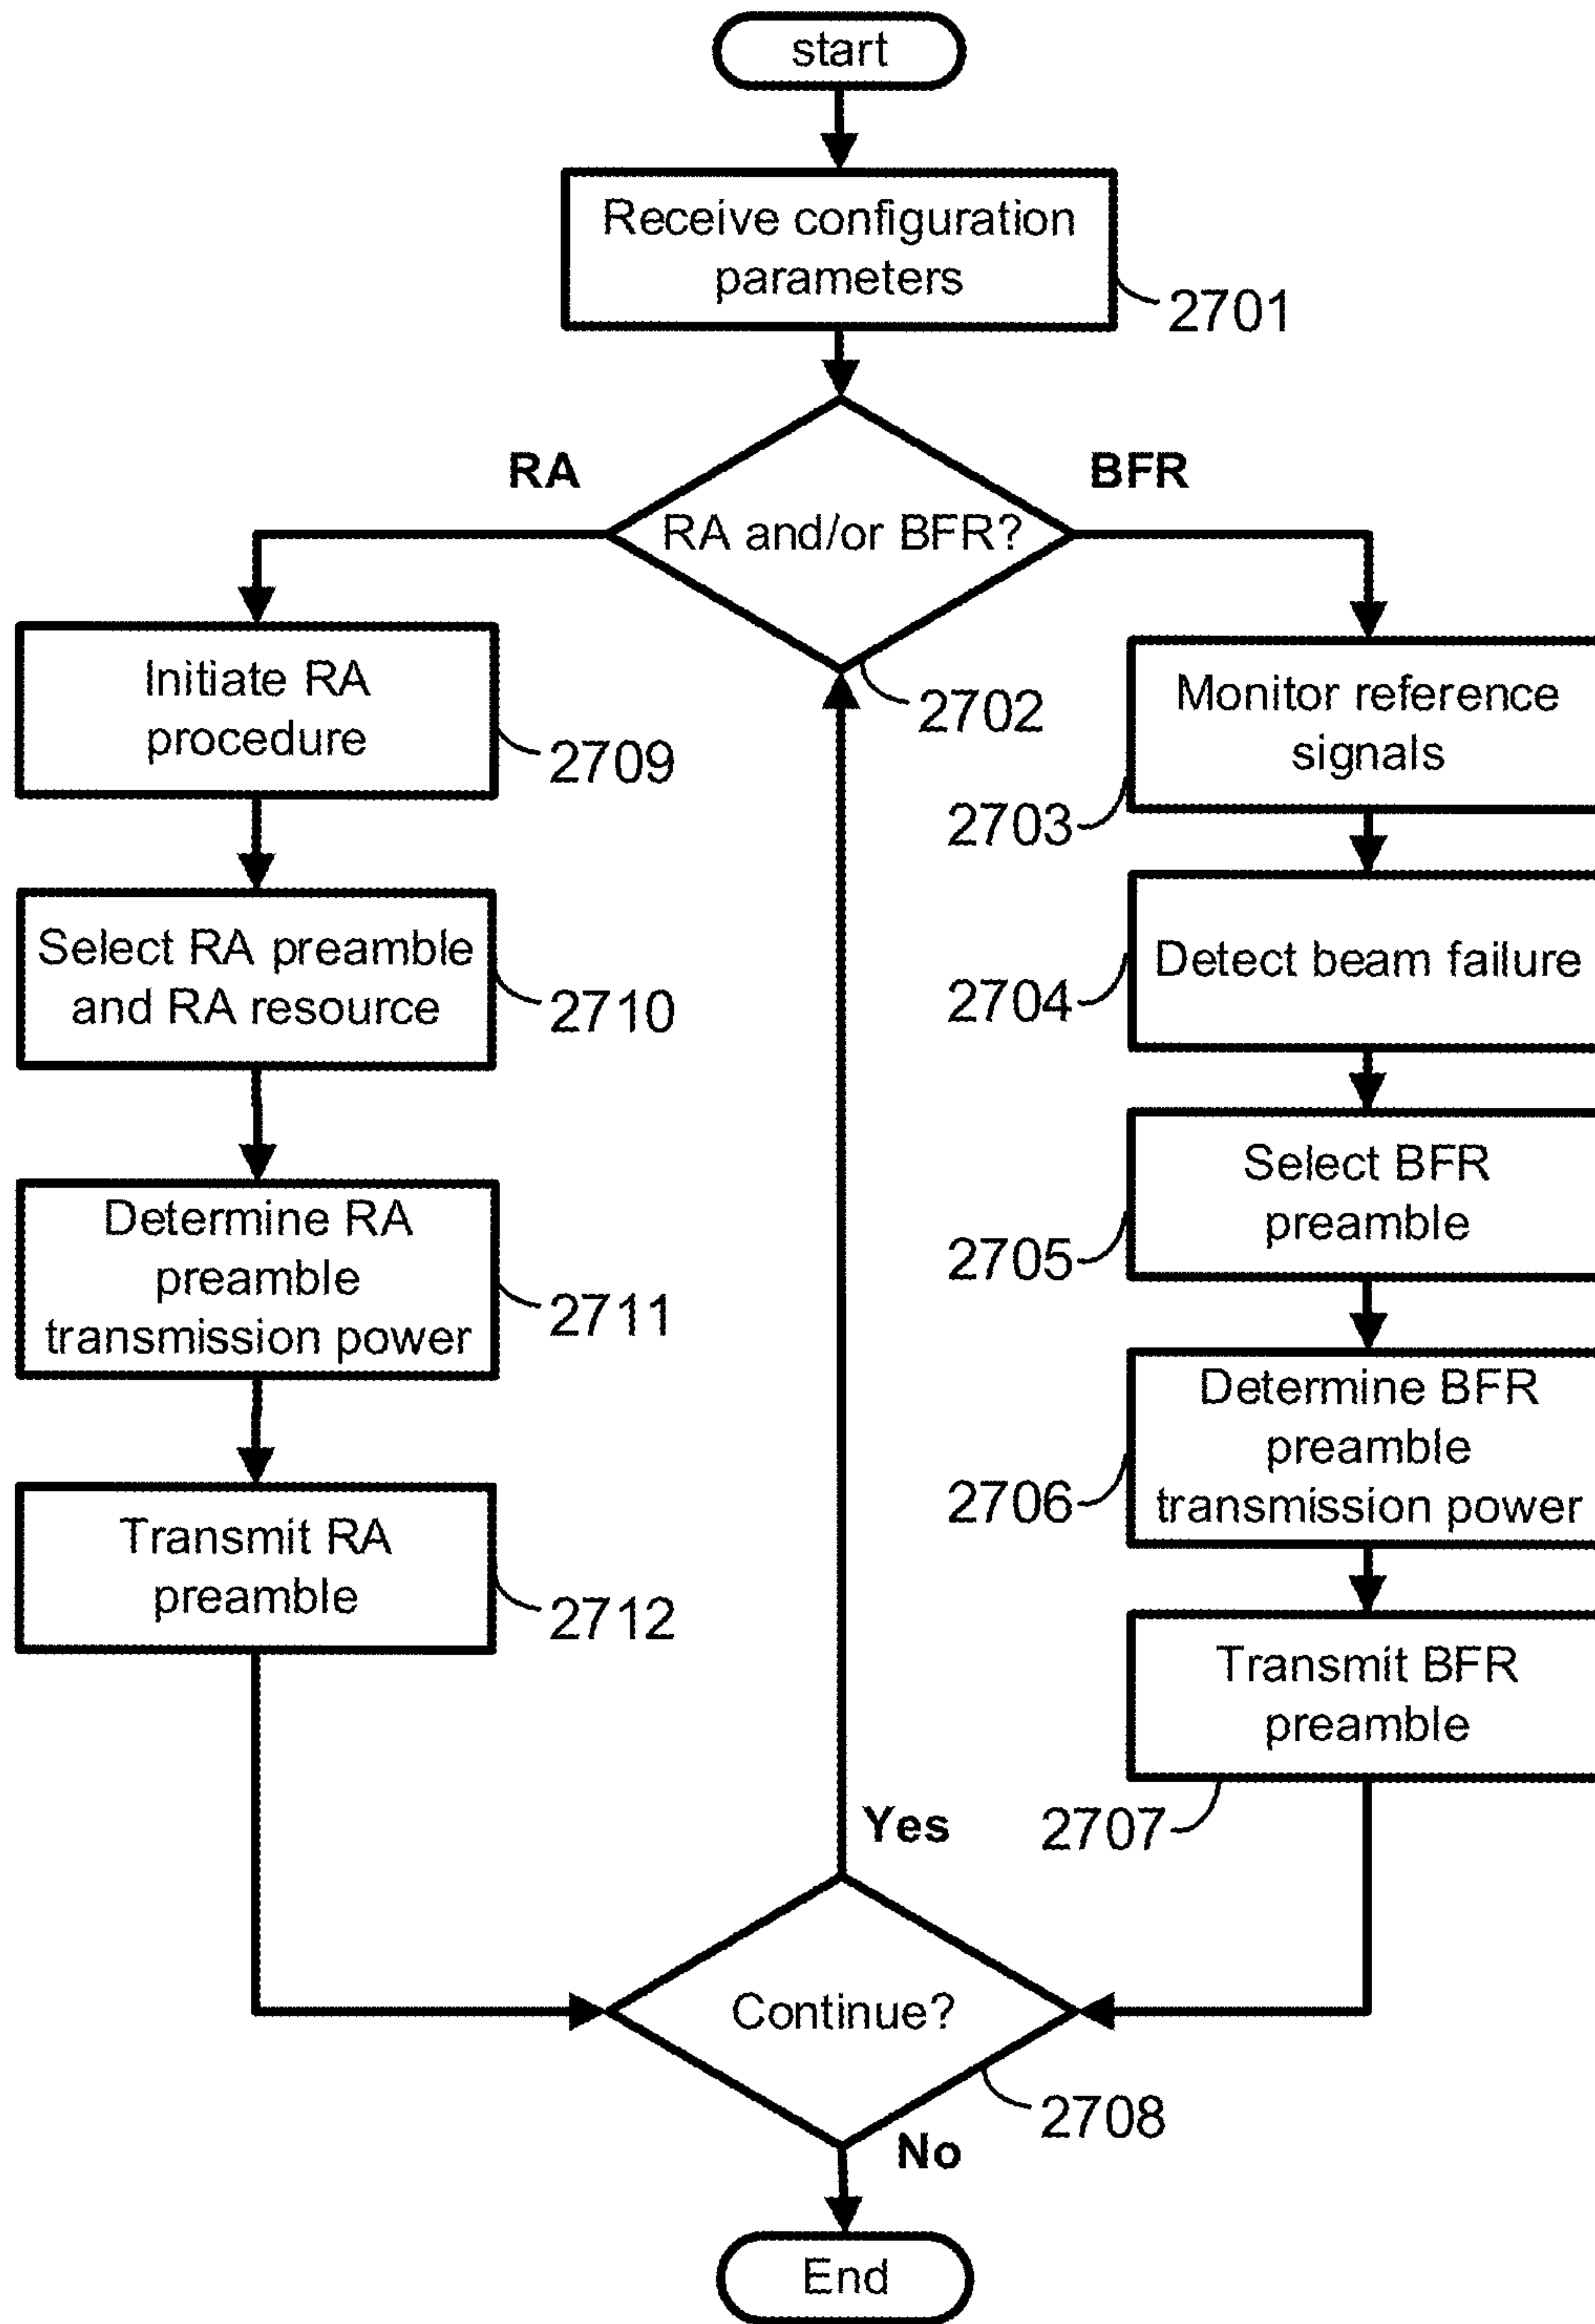 start
Receive configuration
parameters
2701
RA
BFR
RA and/or BFR?
2702
Initiate RA
procedure
2709
Select RA preamble
and RA resource
2710
Determine RA
preamble
transmission power
2711
Transmit RA
preamble
2712
Monitor reference
signals
2703
Detect beam failure
2704
Select BFR
preamble
2705
Determine BFR
preamble
transmission power
2706
Transmit BFR
preamble
2707
Yes
Continue?
2708
No
End